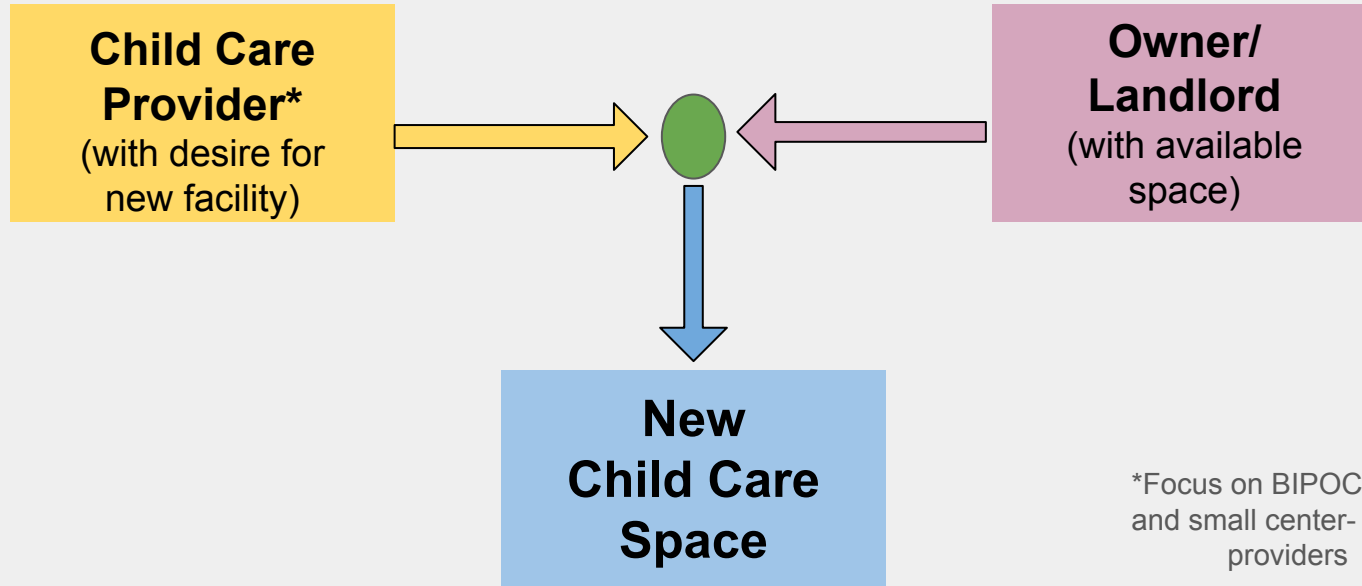 Child Care
Provider*
(with desire for
new facility)
Owner/
Landlord
(with available
space)
New
Child Care
Space
*Focus on BIPOC
and small center-
providers